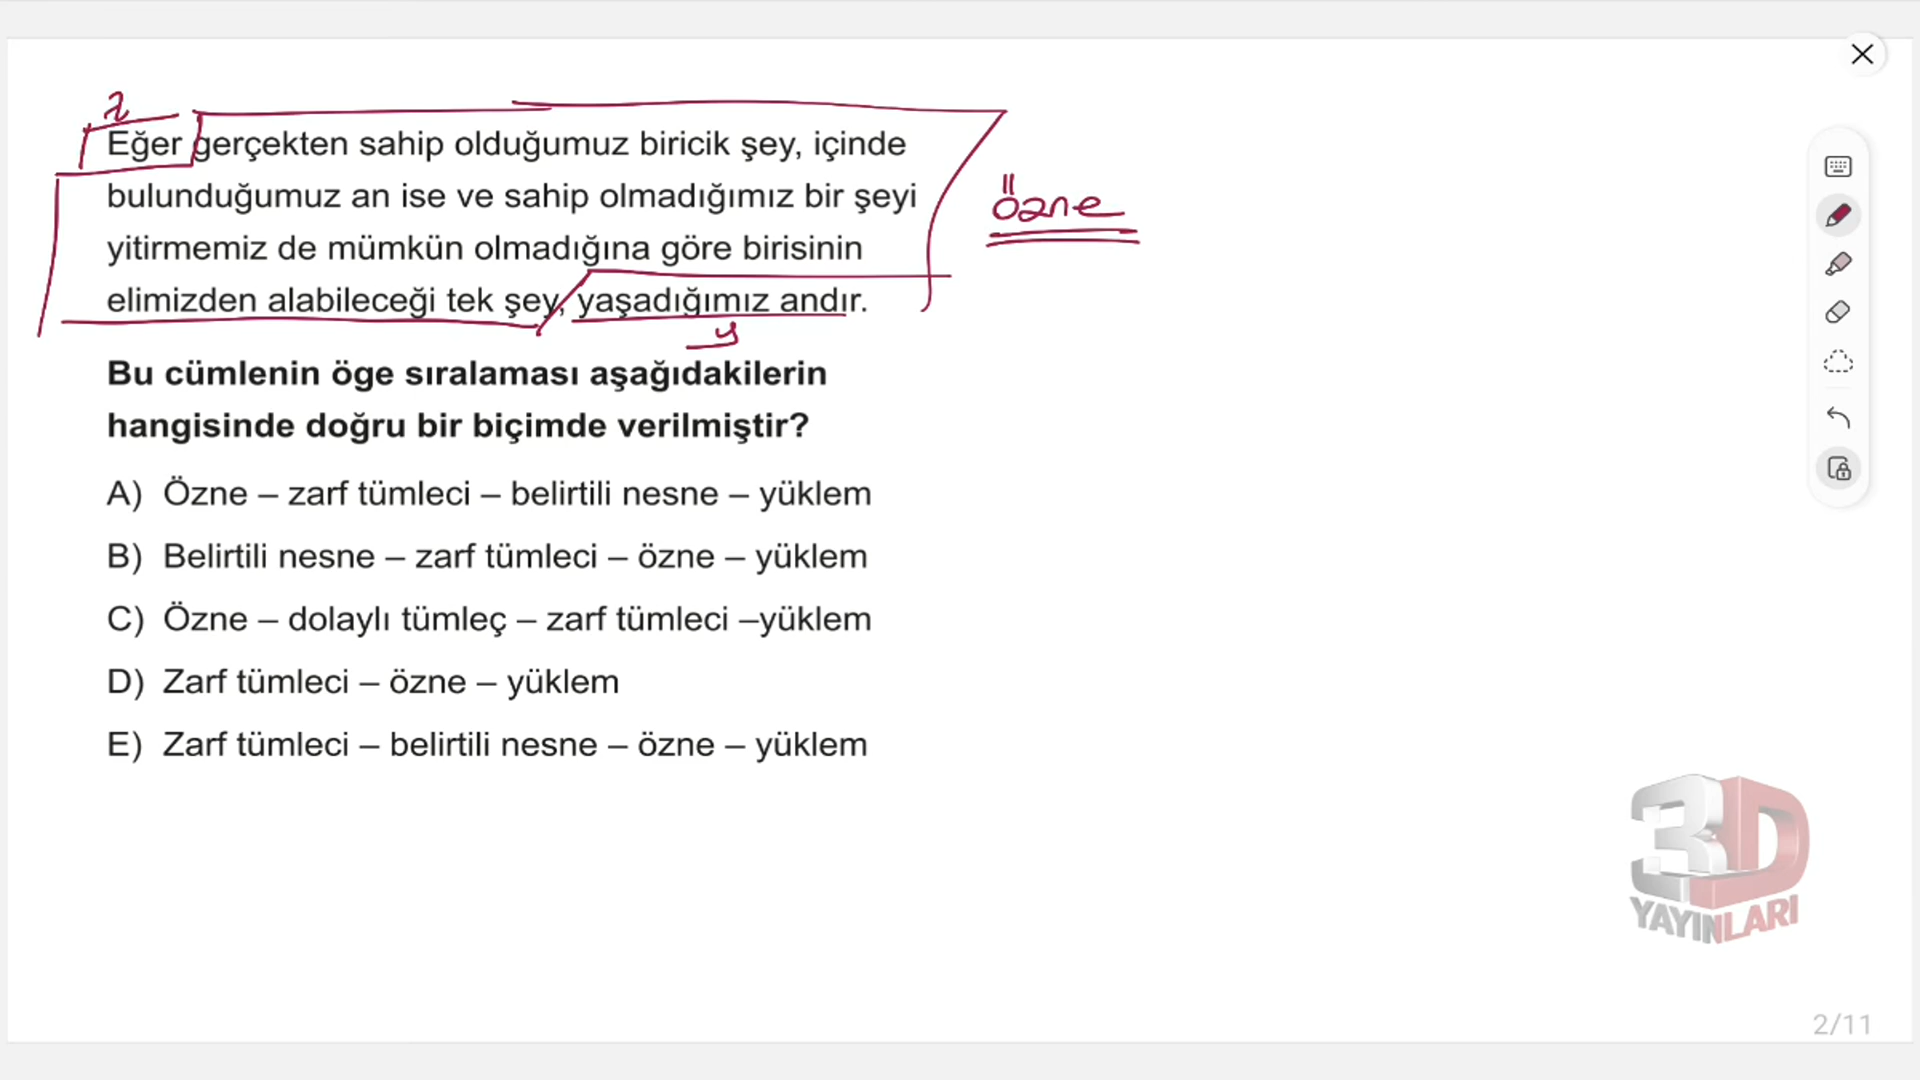 z
Eğer gerçekten sahip olduğumuz biricik şey, içinde
bulunduğumuz an ise ve sahip olmadığımız bir şeyi
özne
yitirmemiz de mümkün olmadığına göre birisinin
elimizden alabileceği tek şey, yaşadığımız andır.
y
Bu cümlenin öge sıralaması aşağıdakilerin
hangisinde doğru bir biçimde verilmiştir?
A) Özne – zarf tümleci – belirtili nesne – yüklem
B) Belirtili nesne – zarf tümleci – özne – yüklem
C) Özne – dolaylı tümleç – zarf tümleci –yüklem
D) Zarf tümleci – özne – yüklem
E) Zarf tümleci – belirtili nesne – özne – yüklem
3D
YAYINLARI
2/11